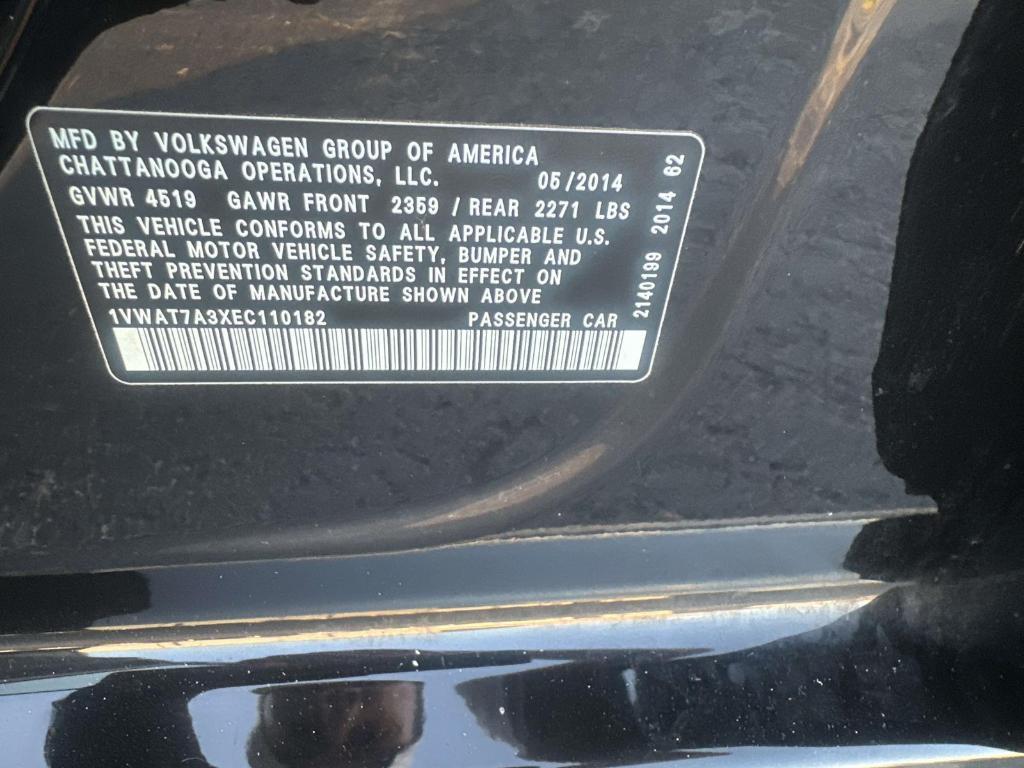 MFD BY VOLKSWAGEN GROUP OF AMERICA
CHATTANOOGA OPERATIONS, LLC. 05/2014
GVWR 4519 GAWR FRONT 2359 / REAR 2271 LBS
THIS VEHICLE CONFORMS TO ALL APPLICABLE U.S.
FEDERAL MOTOR VEHICLE SAFETY, BUMPER AND
THEFT PREVENTION STANDARDS IN EFFECT ON
THE DATE OF MANUFACTURE SHOWN ABOVE
1VWAT7A3XEC110182 PASSENGER CAR
2140199 2014 62